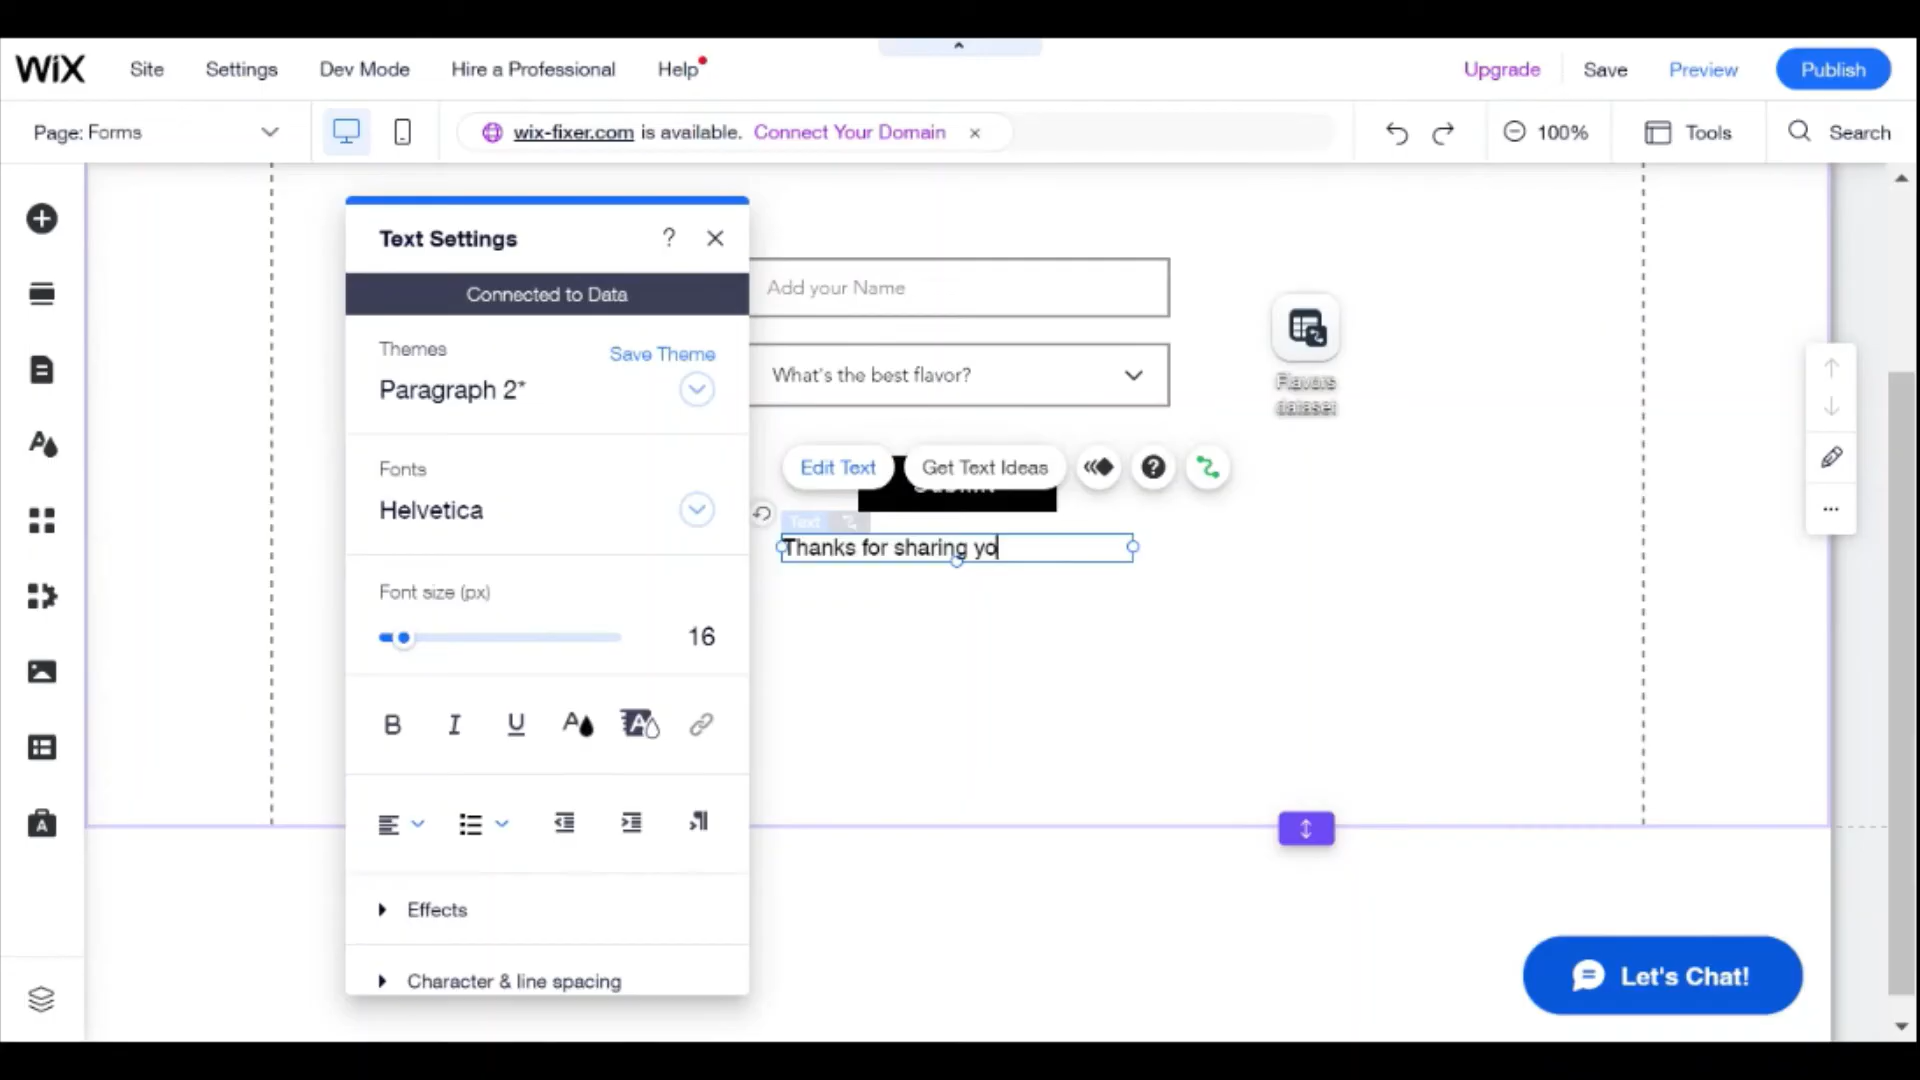 WiX Site Settings Dev Mode Hire a Professional Help Upgrade Save Preview Publish
Page: Forms wix-fixer.com is available. Connect Your Domain × 100% Tools Search
Text Settings ?
Connected to Data
Themes Save Theme
Paragraph 2*
Fonts
Helvetica
Font size (px)
16
B I U A A
Effects
Character & line spacing
Add your Name
What's the best flavor?
Flavors
dataset
Edit Text Get Text Ideas ?
Submit
Text
Thanks for sharing yo
A
Let's Chat!